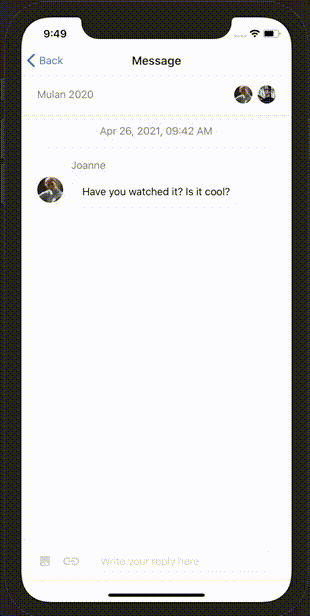 9:49
Back
Message
Mulan 2020
Apr 26, 2021, 09:42 AM
Joanne
Have you watched it? Is it cool?
Write your reply here